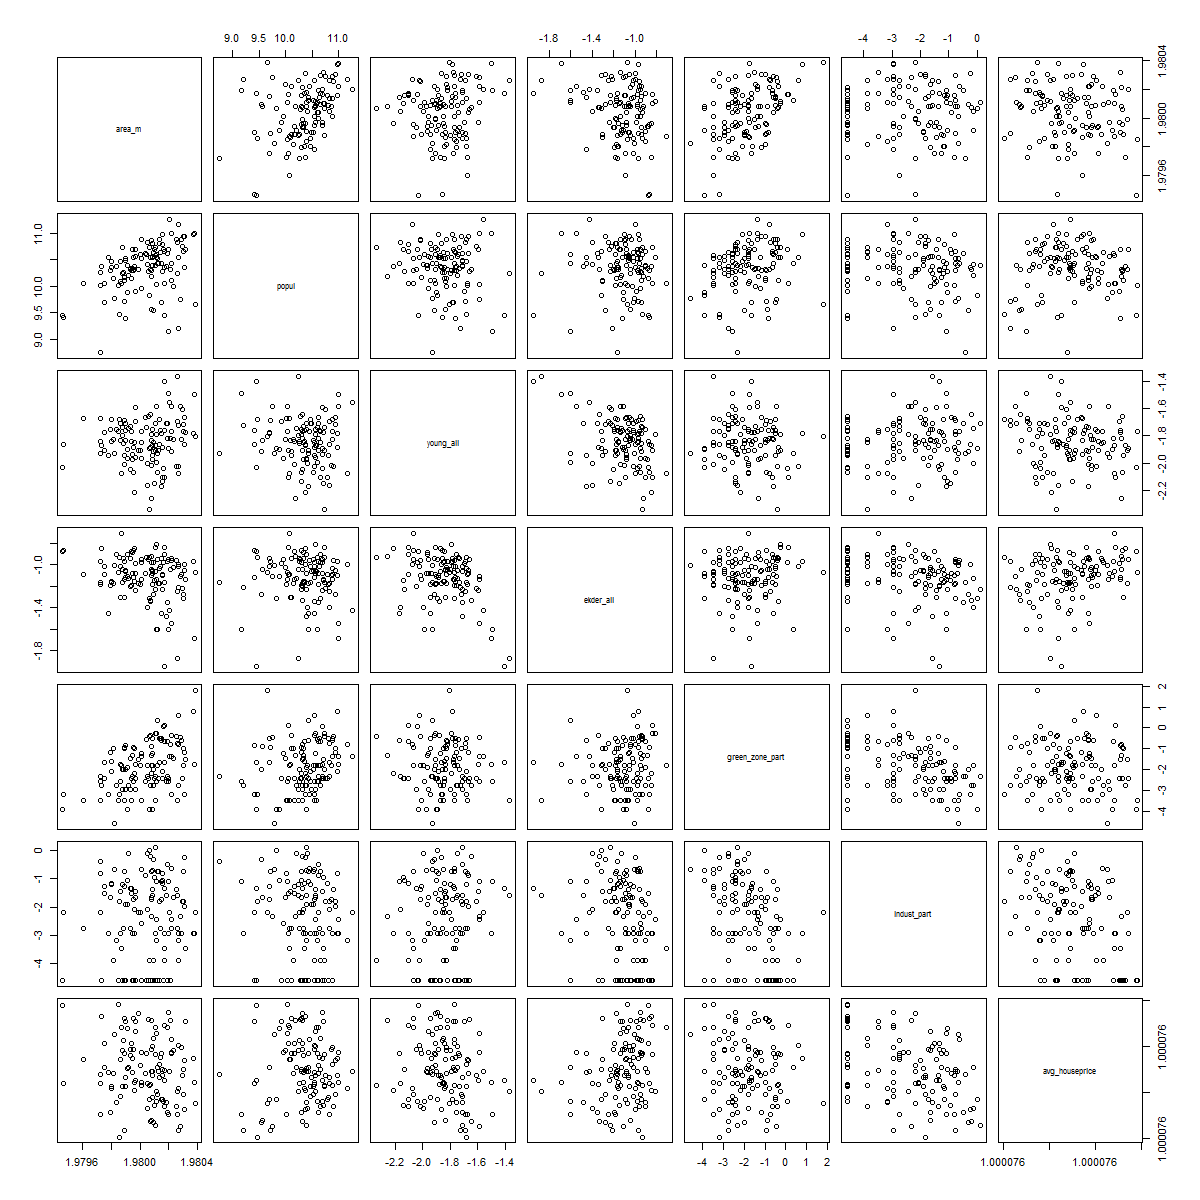 9.0 9.5 10.0 11.0 -1.8 -1.4 -1.0 -4 -3 -2 -1 0
area_m
1.9796 1.9800 1.9804
popul
9.0 9.5 10.0 11.0
young_all
-2.2 -2.0 -1.8 -1.6 -1.4
ekder_all
-1.8 -1.4 -1.0
green_zone_part
-4 -3 -2 -1 0 1 2
indust_part
-4 -3 -2 -1 0
avg_houseprice
1.000076 1.000076
1.9796 1.9800 1.9804 -2.2 -2.0 -1.8 -1.6 -1.4 -4 -3 -2 -1 0 1 2 1.000076 1.000076